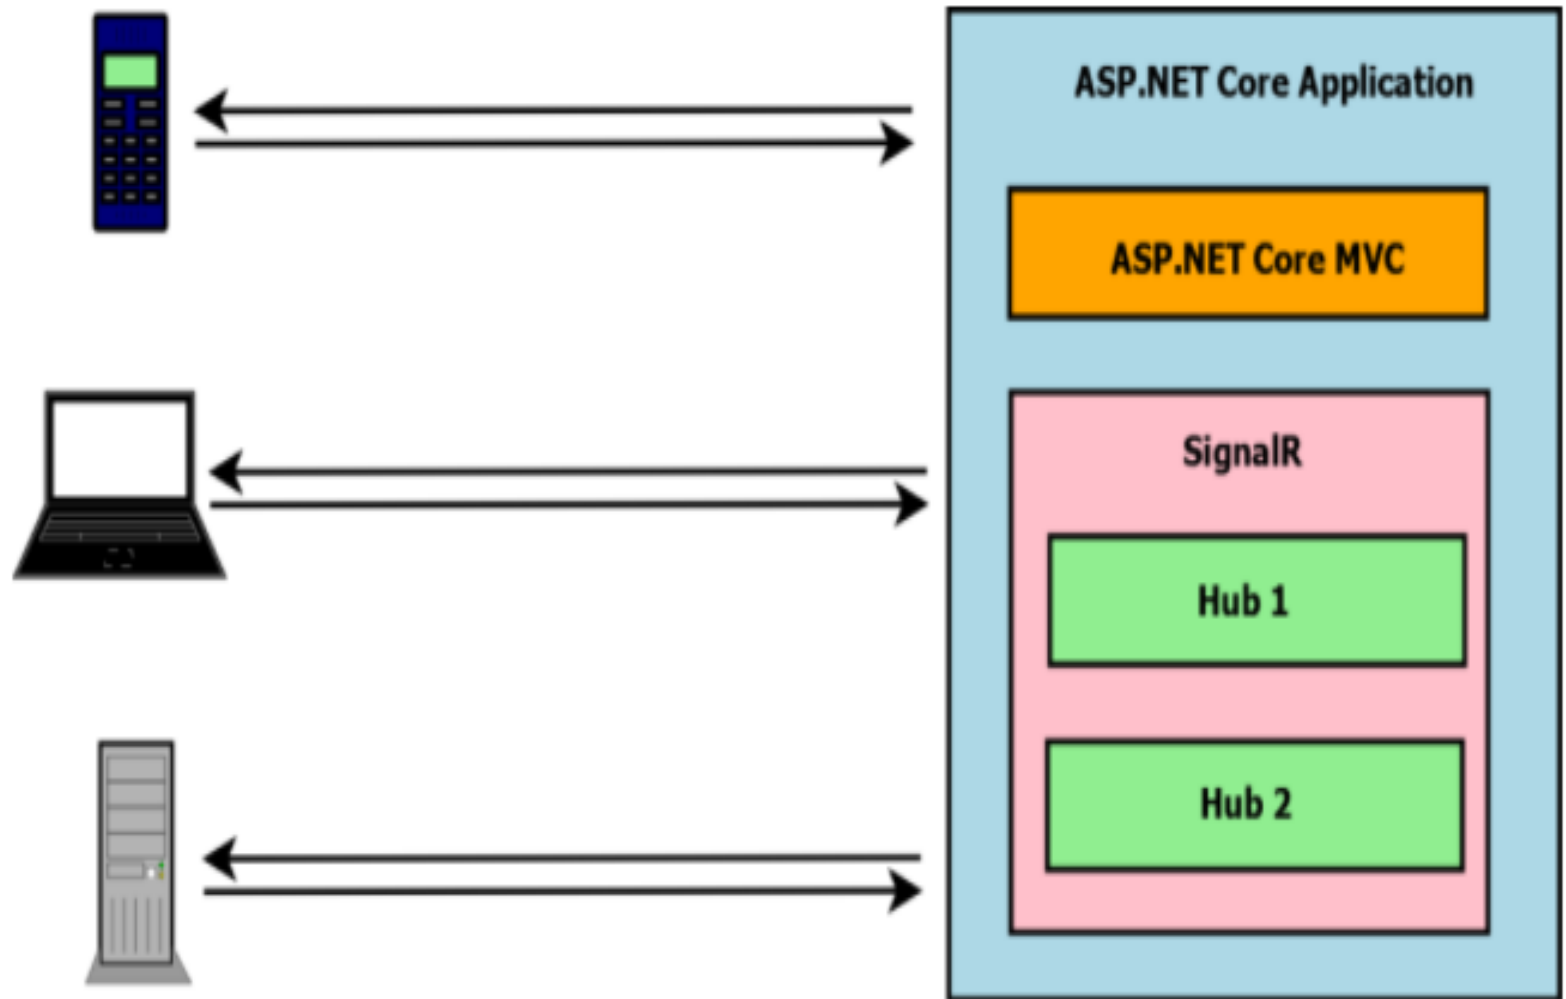 ASP.NET Core Application
ASP.NET Core MVC
SignalR
Hub 1
Hub 2